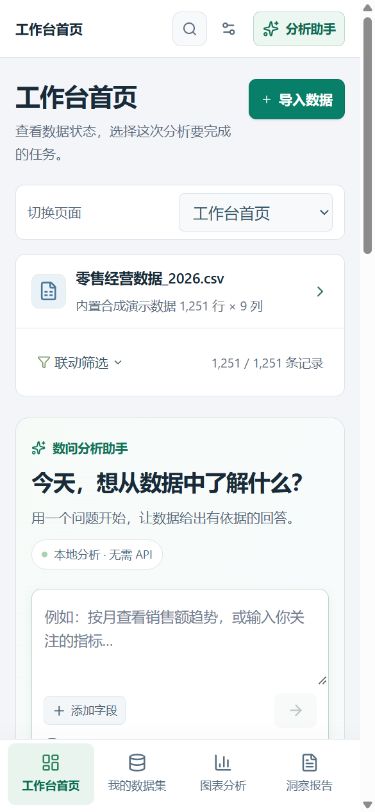 工作台首页
分析助手
工作台首页
+ 导入数据
查看数据状态，选择这次分析要完成
的任务。
切换页面
工作台首页
零售经营数据_2026.csv
内置合成演示数据 1,251 行 × 9 列
联动筛选
1,251 / 1,251 条记录
数问分析助手
今天，想从数据中了解什么？
用一个问题开始，让数据给出有依据的回答。
本地分析 · 无需 API
例如：按月查看销售额趋势，或输入你关
注的指标...
+ 添加字段
工作台首页
我的数据集
图表分析
洞察报告